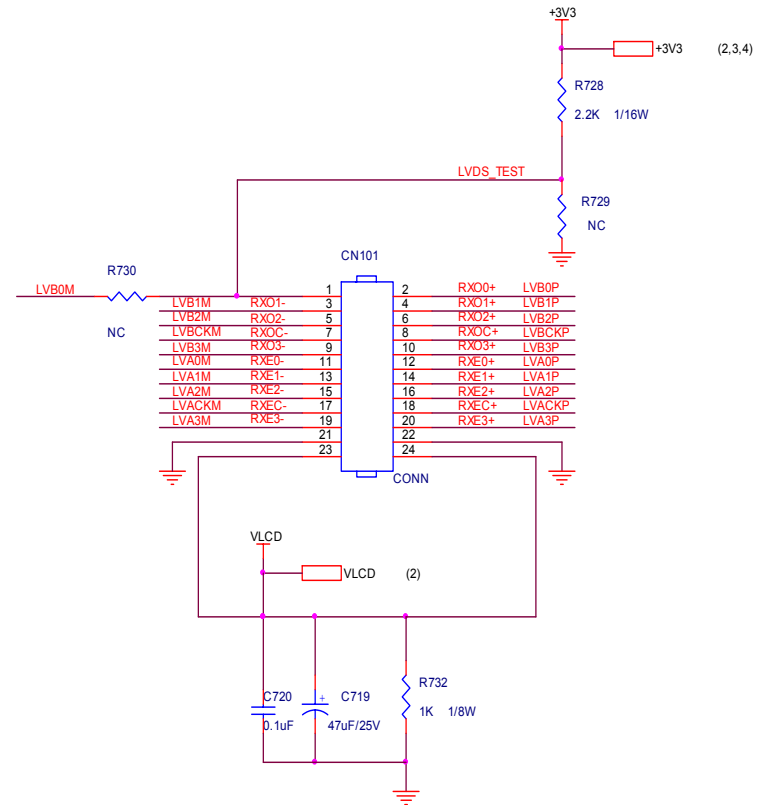 +3V3
+3V3 (2,3,4)
R728
2.2K 1/16W
LVDS_TEST
R729
NC
CN101
R730
LVB0M 1 2 RXO0+ LVB0P
LVB1M RXO1- 3 4 RXO1+ LVB1P
NC LVB2M RXO2- 5 6 RXO2+ LVB2P
LVBCKM RXOC- 7 8 RXOC+ LVBCKP
LVB3M RXO3- 9 10 RXO3+ LVB3P
LVA0M RXE0- 11 12 RXE0+ LVA0P
LVA1M RXE1- 13 14 RXE1+ LVA1P
LVA2M RXE2- 15 16 RXE2+ LVA2P
LVACKM RXEC- 17 18 RXEC+ LVACKP
LVA3M RXE3- 19 20 RXE3+ LVA3P
21 22
23 24
CONN
VLCD
VLCD (2)
R732
1K 1/8W
C720
0.1uF
+ C719
47uF/25V